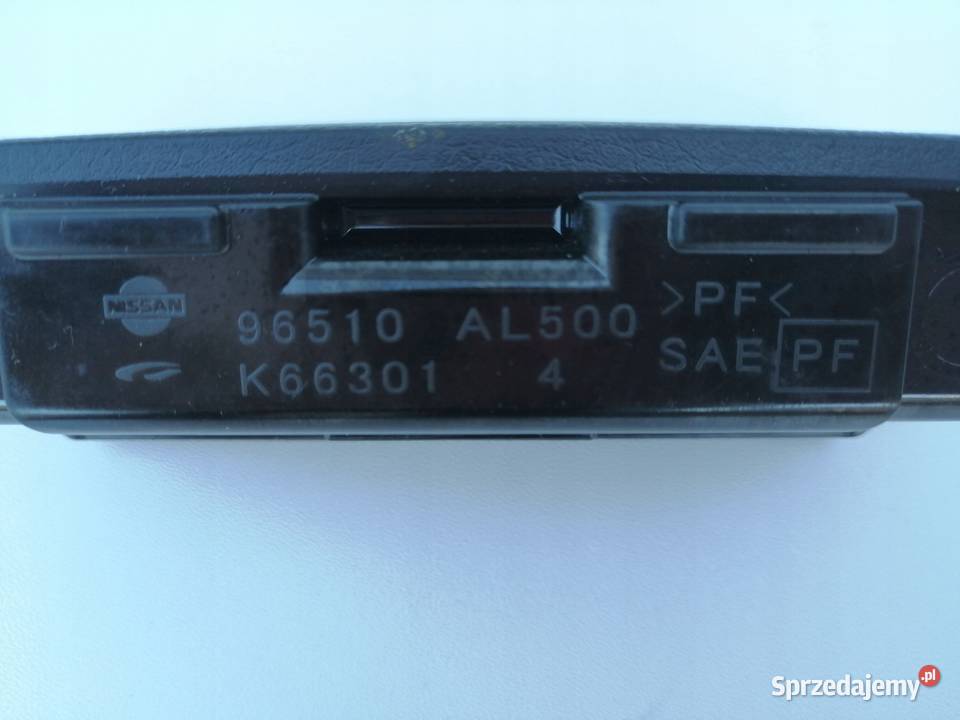 NISSAN
96510 AL500
K66301 4
>PF<
SAE PF
Sprzedajemy.pl